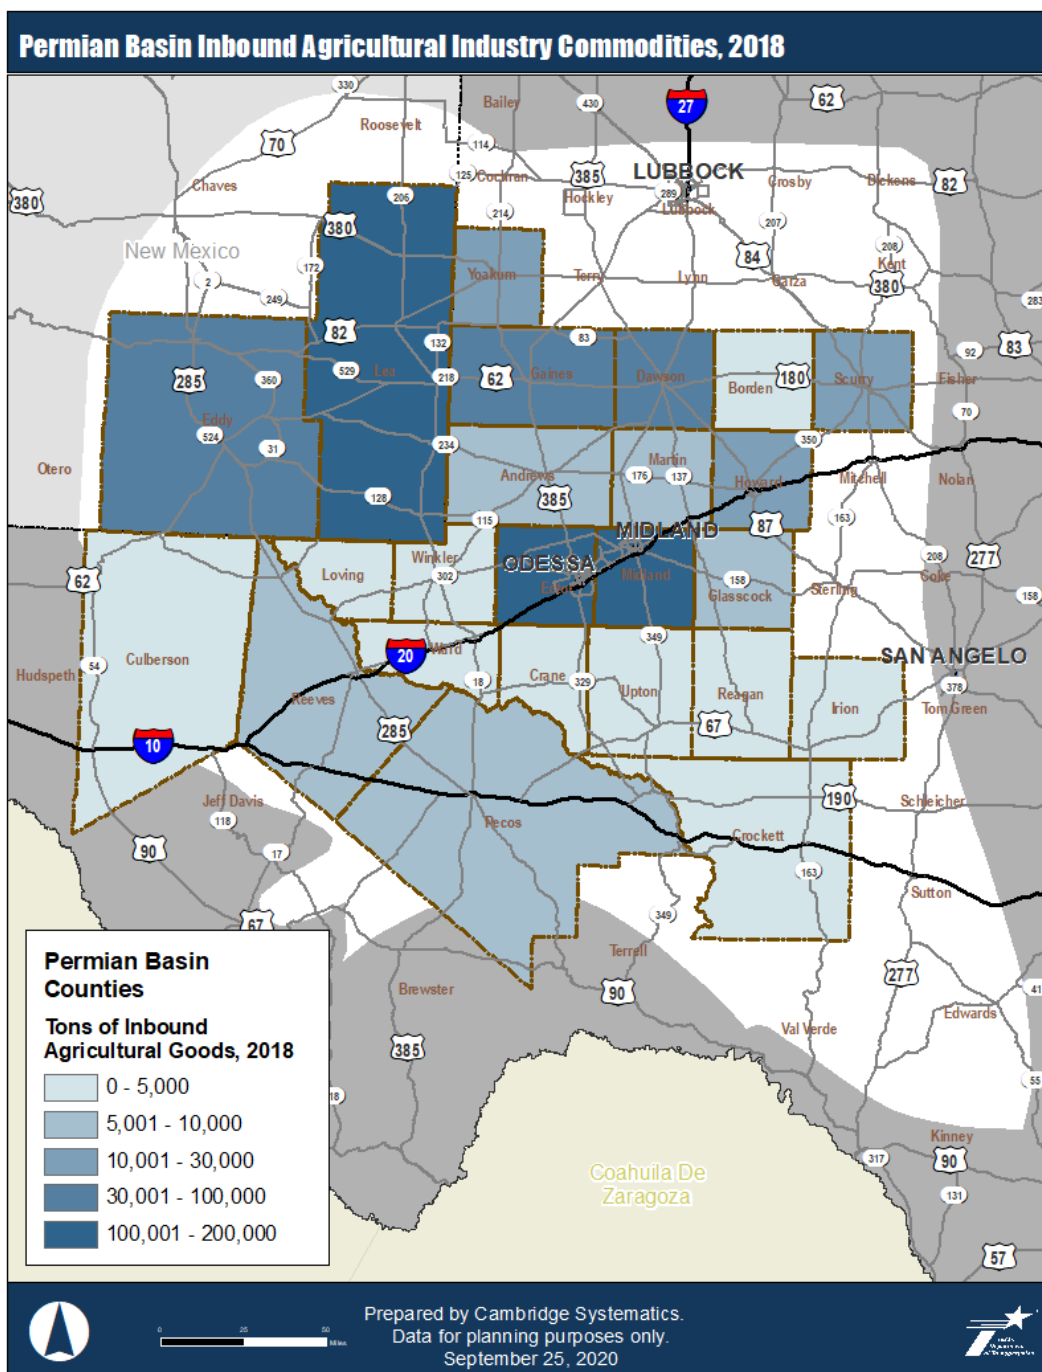 Permian Basin Inbound Agricultural Industry Commodities, 2018
330
Bailey
430
27
62
Roosevelt
70
114
125
Cochran
385
LUBBOCK
Crosby
Dickens
82
Chaves
380
206
Hockley
289
Lubbock
214
207
380
New Mexico
172
84
208
Kent
2
249
Yoakum
Terry
Lynn
Garza
380
283
82
132
83
92
83
285
360
529
Lea
218
62
Gaines
Dawson
Borden
180
Scurry
Fisher
Eddy
524
31
234
70
350
Otero
128
Andrews
385
Martin
176
137
Howard
Mitchell
Nolan
115
87
163
MIDLAND
62
Loving
Winkler
302
ODESSA
Ector
Midland
158
Glasscock
Sterling
208
Coke
277
158
Hudspeth
54
Culberson
20
Ward
349
SAN ANGELO
Reeves
18
Crane
329
Upton
Reagan
Irion
378
Tom Green
10
285
67
Jeff Davis
118
Pecos
190
Schleicher
Crockett
90
17
163
Sutton
67
349
Terrell
277
Brewster
90
41
Edwards
Val Verde
385
55
18
Kinney
317
90
131
Coahuila De
Zaragoza
57
Permian Basin
Counties
Tons of Inbound
Agricultural Goods, 2018
0 - 5,000
5,001 - 10,000
10,001 - 30,000
30,001 - 100,000
100,001 - 200,000
0 25 50
Miles
Prepared by Cambridge Systematics.
Data for planning purposes only.
September 25, 2020
Texas
Department
of Transportation